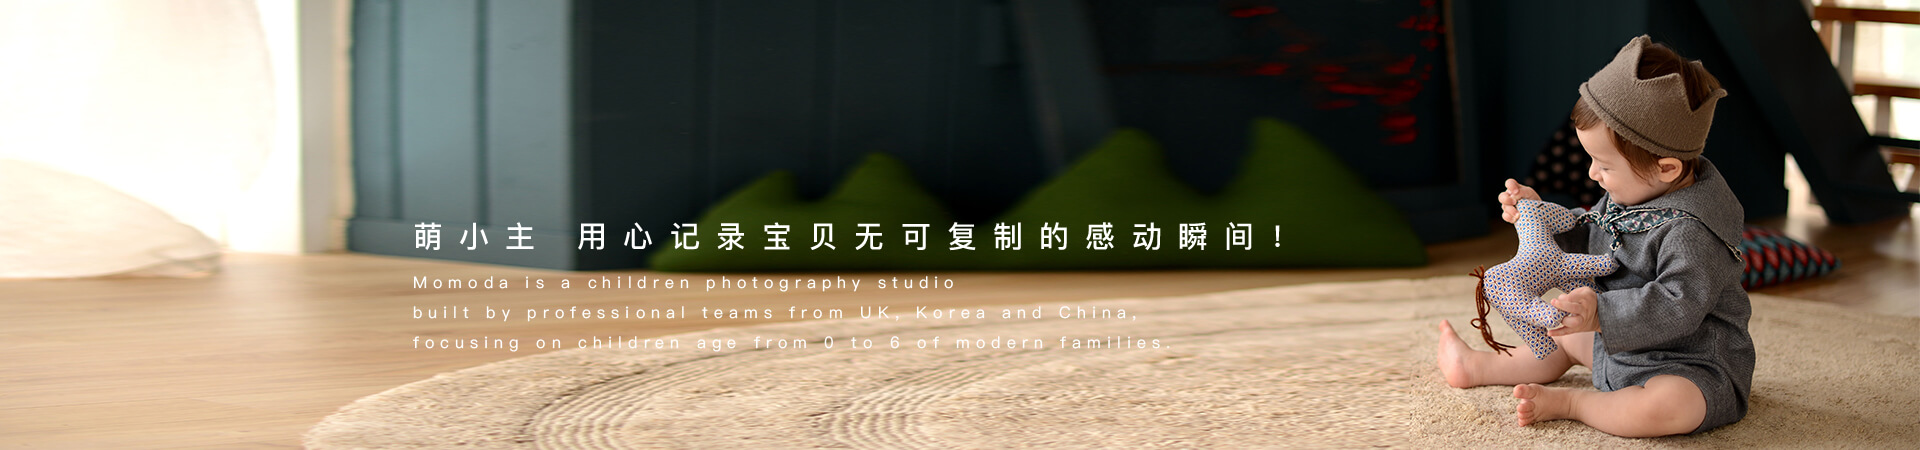 萌小主 用心记录宝贝无可复制的感动瞬间!
Momoda is a children photography studio
built by professional teams from UK, Korea and China,
focusing on children age from 0 to 6 of modern families.